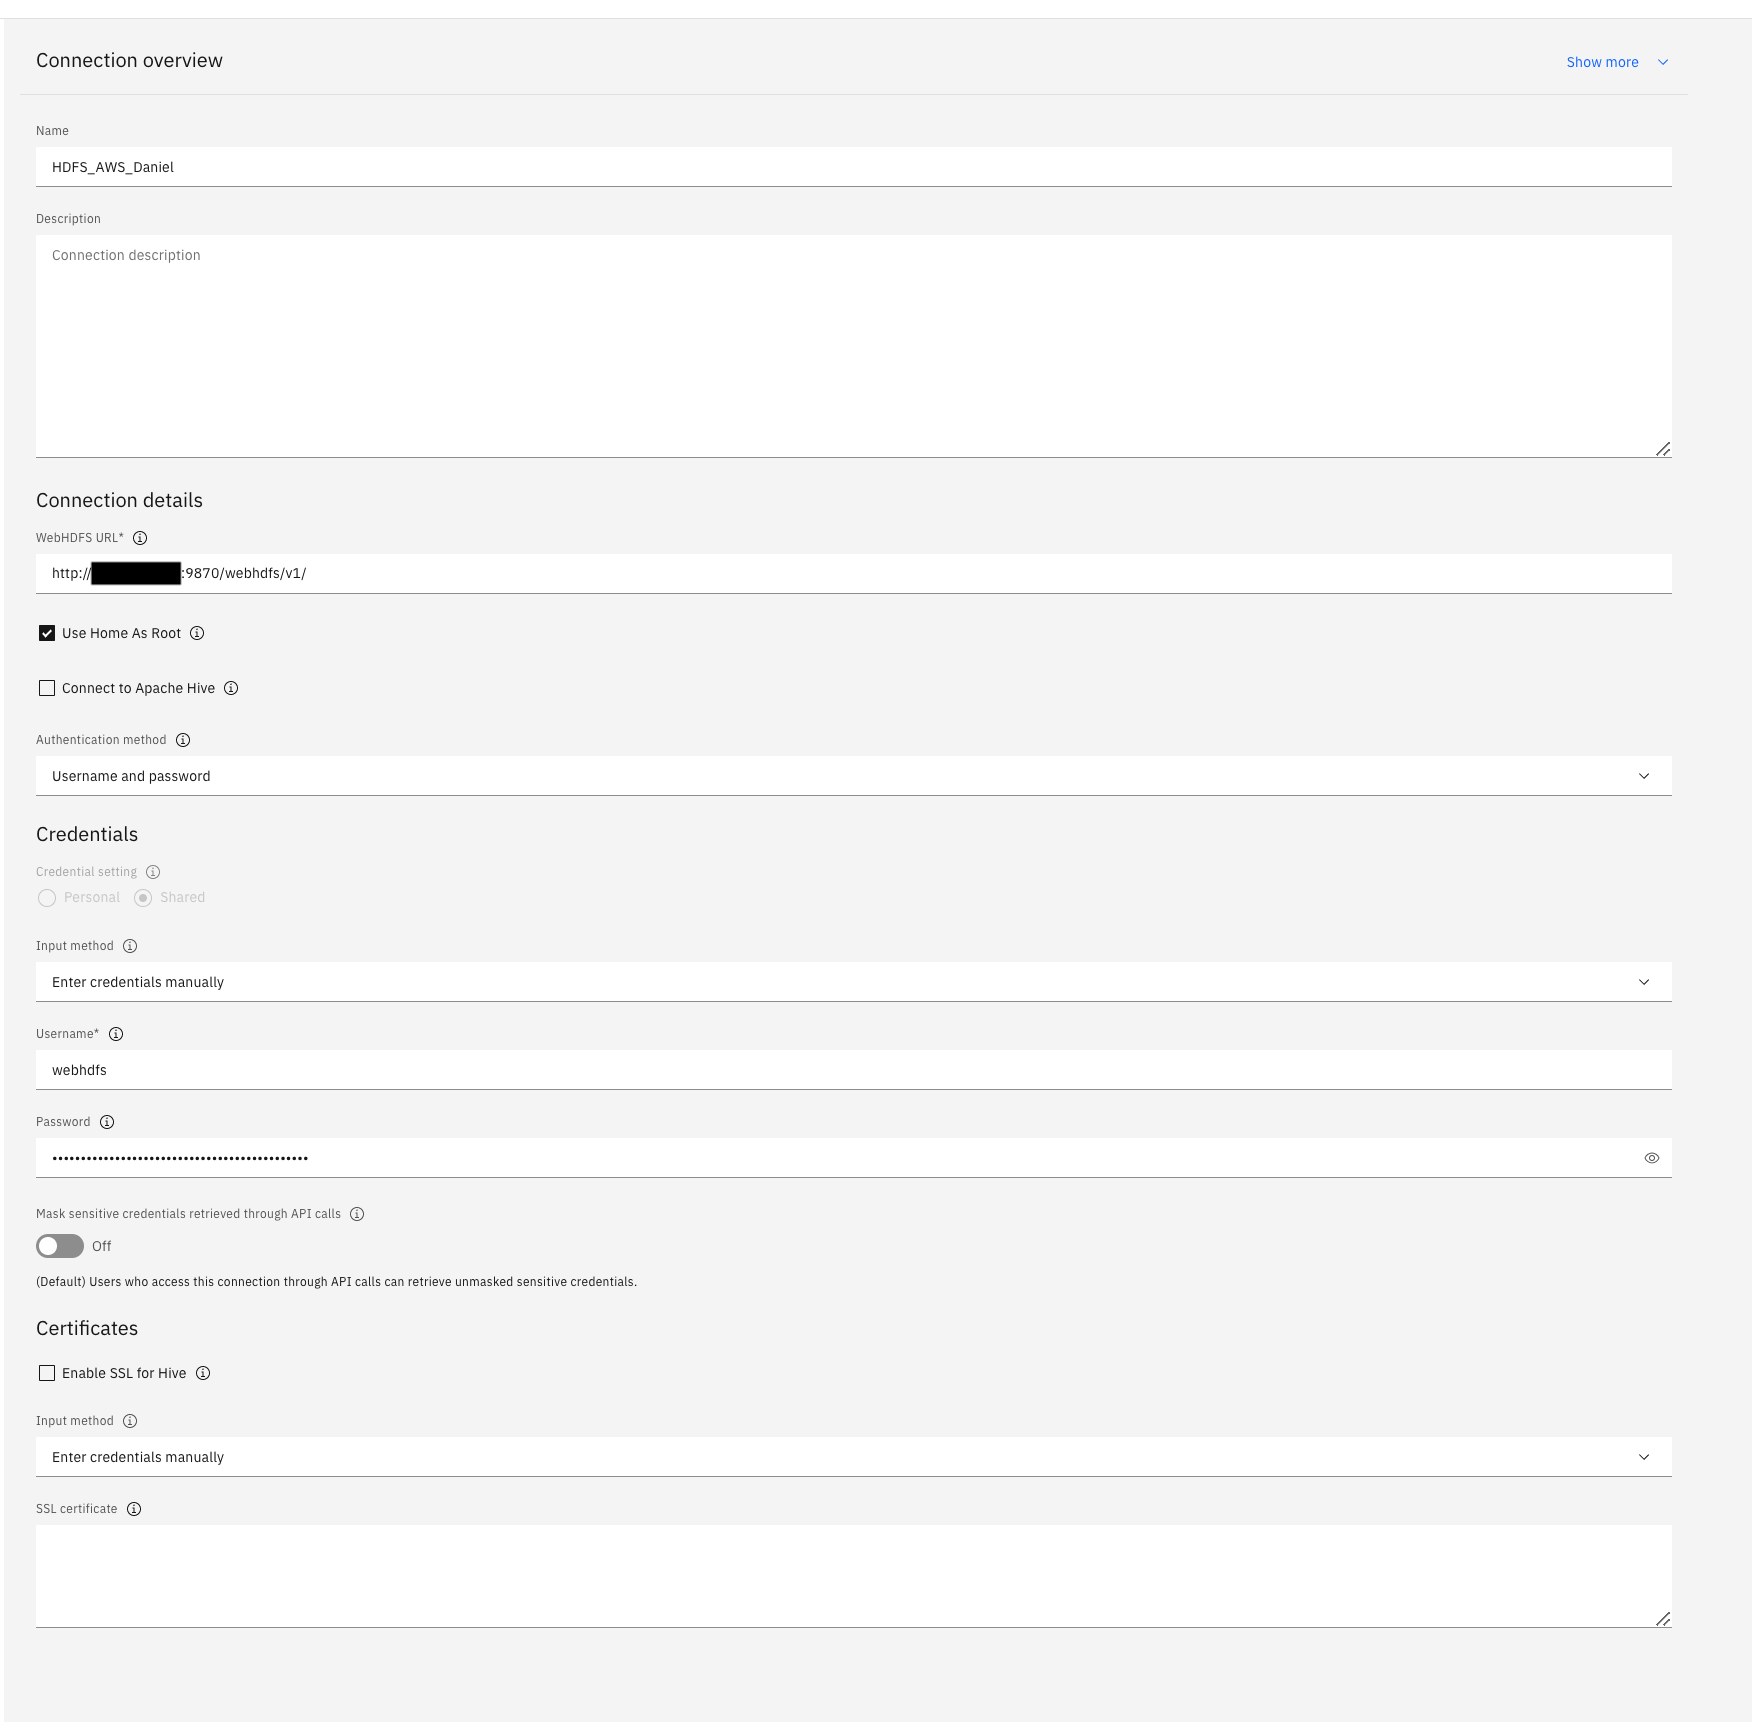 Connection overview
Show more
Name
HDFS_AWS_Daniel
Description
Connection description
Connection details
WebHDFS URL*
http://:9870/webhdfs/v1/
Use Home As Root
Connect to Apache Hive
Authentication method
Username and password
Credentials
Credential setting
Personal Shared
Input method
Enter credentials manually
Username*
webhdfs
Password
Mask sensitive credentials retrieved through API calls
Off
(Default) Users who access this connection through API calls can retrieve unmasked sensitive credentials.
Certificates
Enable SSL for Hive
Input method
Enter credentials manually
SSL certificate